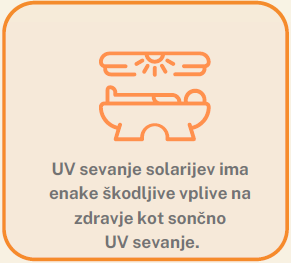 UV sevanje solarijev ima
enake škodljive vplive na
zdravje kot sončno
UV sevanje.